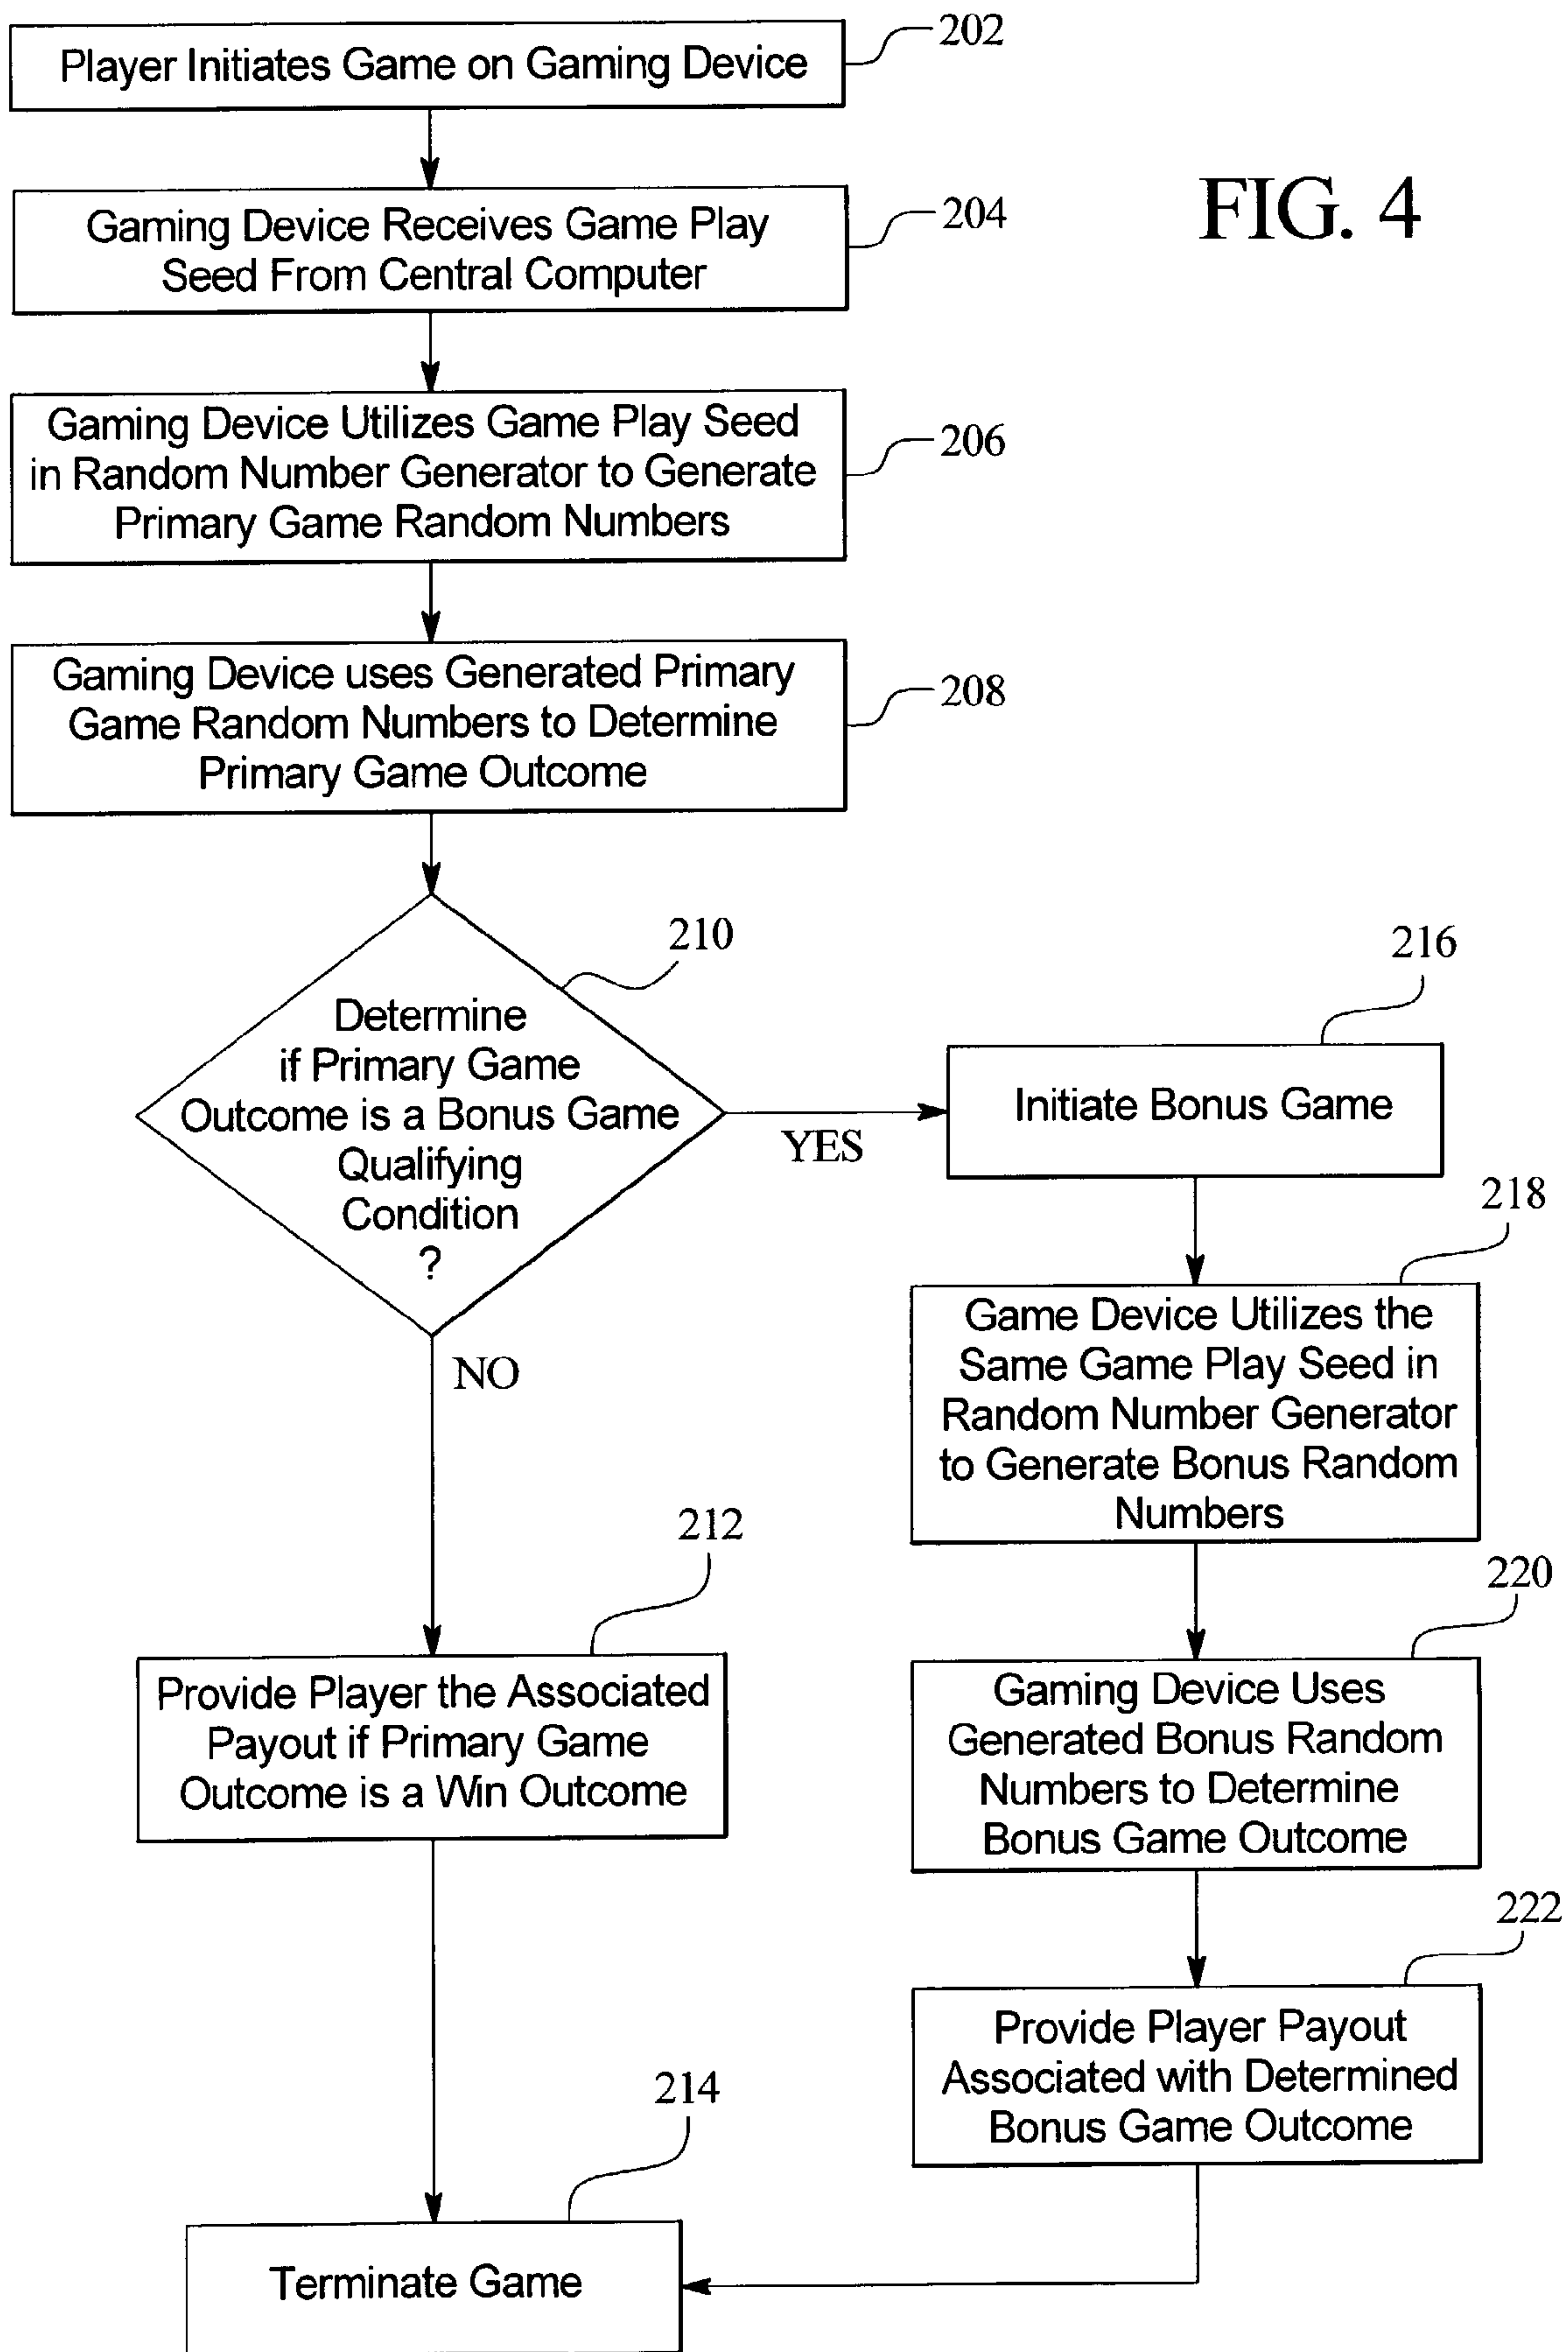 202
Player Initiates Game on Gaming Device
FIG. 4
204
Gaming Device Receives Game Play
Seed From Central Computer
206
Gaming Device Utilizes Game Play Seed
in Random Number Generator to Generate
Primary Game Random Numbers
208
Gaming Device uses Generated Primary
Game Random Numbers to Determine
Primary Game Outcome
210
Determine
if Primary Game
Outcome is a Bonus Game
Qualifying
Condition
?
YES
NO
216
Initiate Bonus Game
218
Game Device Utilizes the
Same Game Play Seed in
Random Number Generator
to Generate Bonus Random
Numbers
212
Provide Player the Associated
Payout if Primary Game
Outcome is a Win Outcome
220
Gaming Device Uses
Generated Bonus Random
Numbers to Determine
Bonus Game Outcome
222
Provide Player Payout
Associated with Determined
Bonus Game Outcome
214
Terminate Game